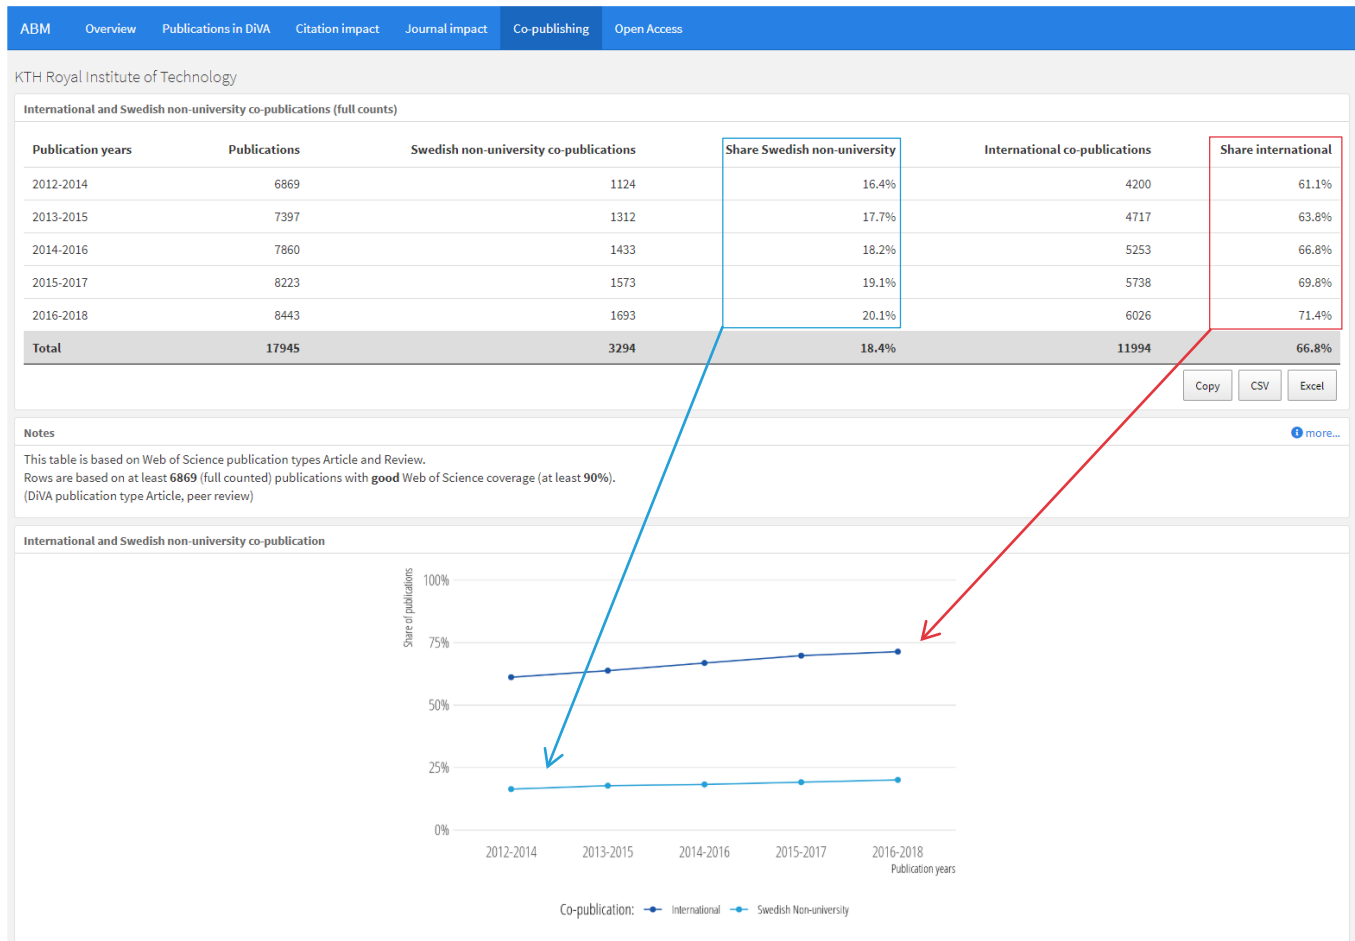 ABM Overview Publications in DiVA Citation impact Journal impact Co-publishing Open Access
KTH Royal Institute of Technology
International and Swedish non-university co-publications (full counts)
Publication years Publications Swedish non-university co-publications Share Swedish non-university International co-publications Share international
2012-2014 6869 1124 16.4% 4200 61.1%
2013-2015 7397 1312 17.7% 4717 63.8%
2014-2016 7860 1433 18.2% 5253 66.8%
2015-2017 8223 1573 19.1% 5738 69.8%
2016-2018 8443 1693 20.1% 6026 71.4%
Total 17945 3294 18.4% 11994 66.8%
Copy CSV Excel
Notes more...
This table is based on Web of Science publication types Article and Review.
Rows are based on at least 6869 (full counted) publications with good Web of Science coverage (at least 90%).
(DiVA publication type Article, peer review)
International and Swedish non-university co-publication
Share of publications
100%
75%
50%
25%
0%
2012-2014 2013-2015 2014-2016 2015-2017 2016-2018
Publication years
Co-publication: International Swedish Non-university